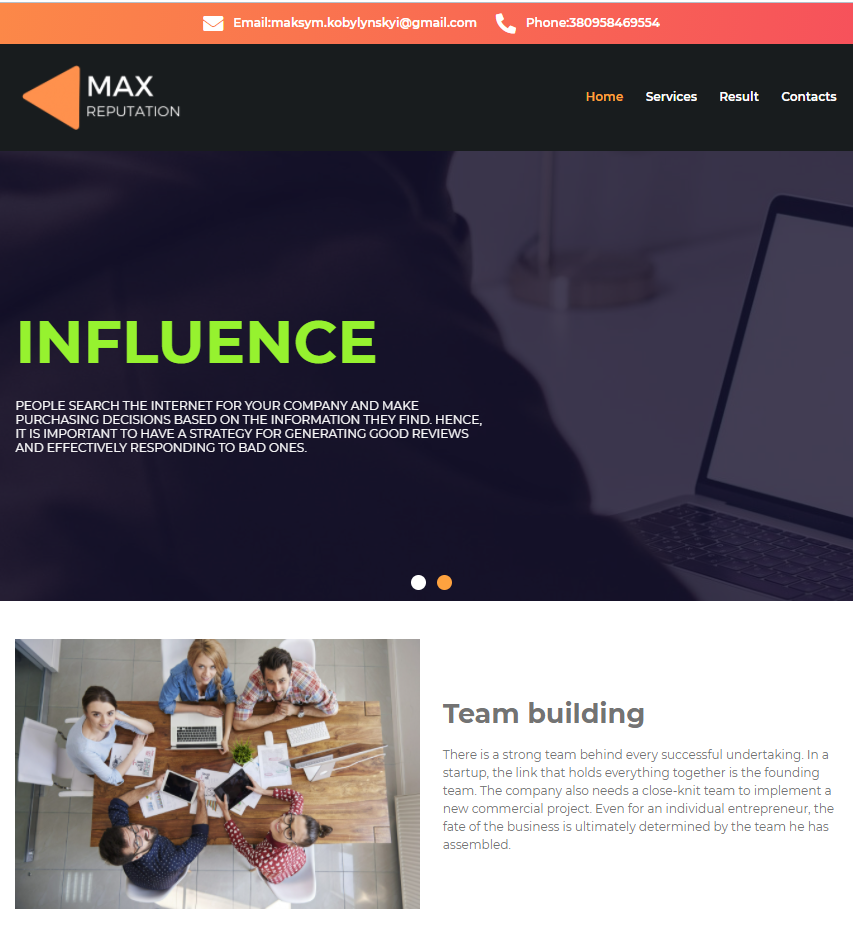 Email:maksym.kobylynskyi@gmail.com Phone:380958469554
MAX
REPUTATION
Home Services Result Contacts
INFLUENCE
PEOPLE SEARCH THE INTERNET FOR YOUR COMPANY AND MAKE
PURCHASING DECISIONS BASED ON THE INFORMATION THEY FIND. HENCE,
IT IS IMPORTANT TO HAVE A STRATEGY FOR GENERATING GOOD REVIEWS
AND EFFECTIVELY RESPONDING TO BAD ONES.
Team building
There is a strong team behind every successful undertaking. In a
startup, the link that holds everything together is the founding
team. The company also needs a close-knit team to implement a
new commercial project. Even for an individual entrepreneur, the
fate of the business is ultimately determined by the team he has
assembled.